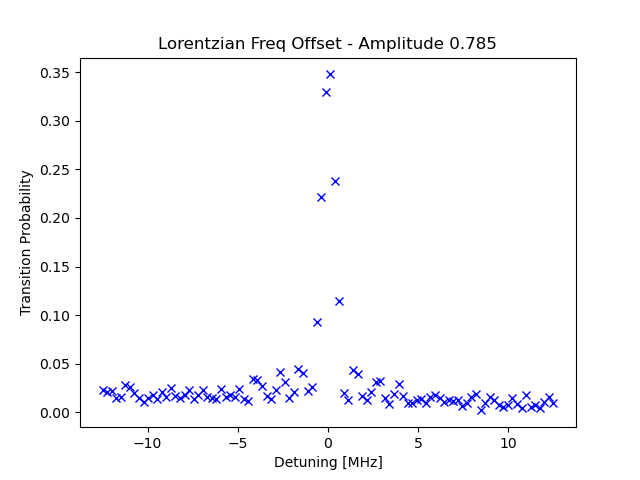 Lorentzian Freq Offset - Amplitude 0.785
Transition Probability
0.35
0.30
0.25
0.20
0.15
0.10
0.05
0.00
−10 −5 0 5 10
Detuning [MHz]